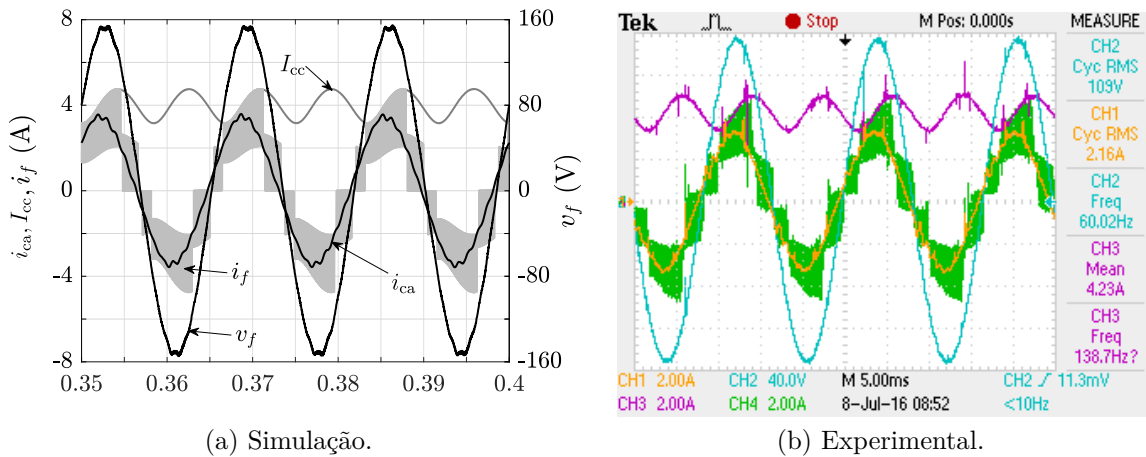 8
4
0
-4
-8
i_ca, I_cc, i_f (A)
160
80
0
-80
-160
v_f (V)
0.35
0.36
0.37
0.38
0.39
0.4
I_cc
i_f
i_ca
v_f
(a) Simulação.
Tek
Stop
M Pos: 0.000s
MEASURE
CH2
Cyc RMS
109V
CH1
Cyc RMS
2.16A
CH2
Freq
60.02Hz
CH3
Mean
4.23A
CH3
Freq
138.7Hz?
CH1 2.00A CH2 40.0V M 5.00ms CH2 11.3mV
CH3 2.00A CH4 2.00A 8-Jul-16 08:52 <10Hz
(b) Experimental.